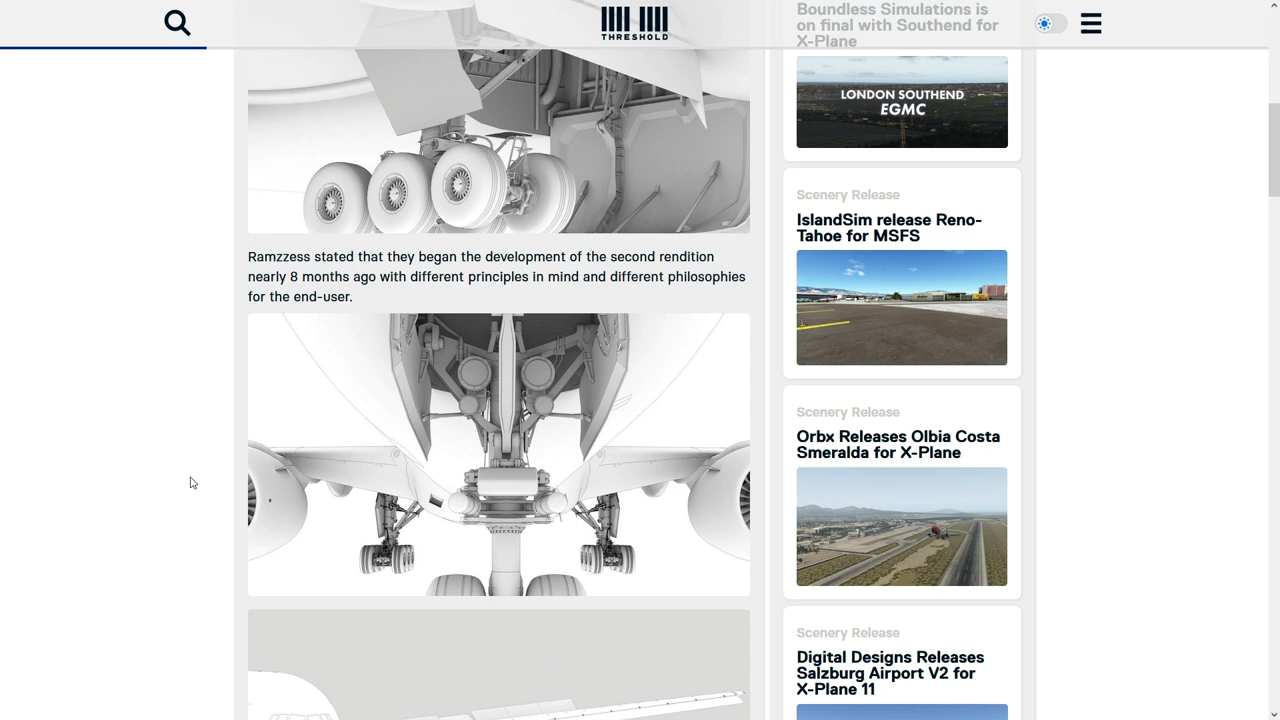 THRESHOLD
Ramzzess stated that they began the development of the second rendition
nearly 8 months ago with different principles in mind and different philosophies
for the end-user.
Boundless Simulations is
on final with Southend for
X-Plane
LONDON SOUTHEND
EGMC
Scenery Release
IslandSim release Reno-
Tahoe for MSFS
Scenery Release
Orbx Releases Olbia Costa
Smeralda for X-Plane
Scenery Release
Digital Designs Releases
Salzburg Airport V2 for
X-Plane 11